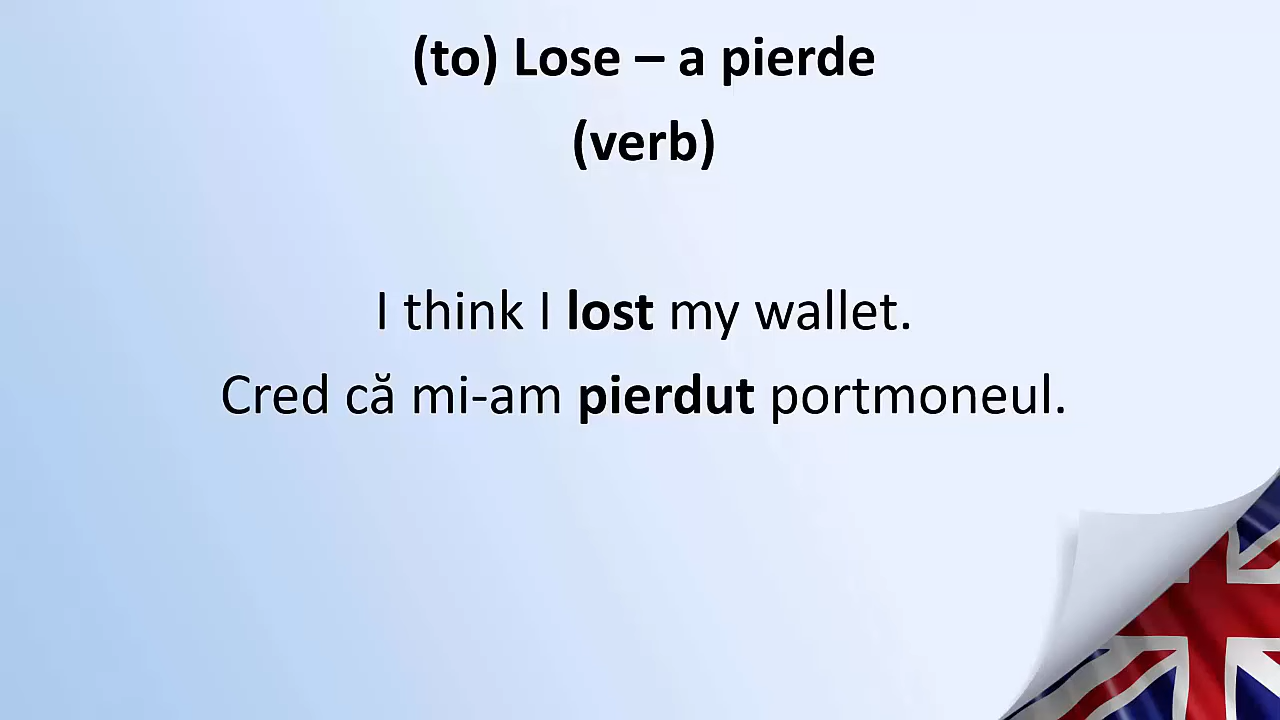 (to) Lose – a pierde
(verb)
I think I lost my wallet.
Cred că mi-am pierdut portmoneul.